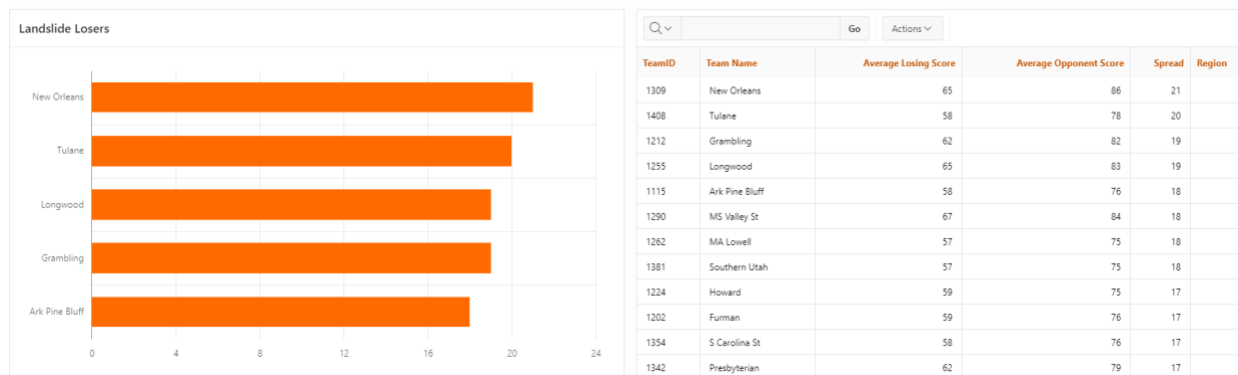 Landslide Losers
New Orleans
Tulane
Longwood
Grambling
Ark Pine Bluff
0 4 8 12 16 20 24
Go Actions
TeamID Team Name Average Losing Score Average Opponent Score Spread Region
1309 New Orleans 65 86 21
1408 Tulane 58 78 20
1212 Grambling 62 82 19
1255 Longwood 65 83 19
1115 Ark Pine Bluff 58 76 18
1290 MS Valley St 67 84 18
1262 MA Lowell 57 75 18
1381 Southern Utah 57 75 18
1224 Howard 59 75 17
1202 Furman 59 76 17
1354 S Carolina St 58 76 17
1342 Presbyterian 62 79 17